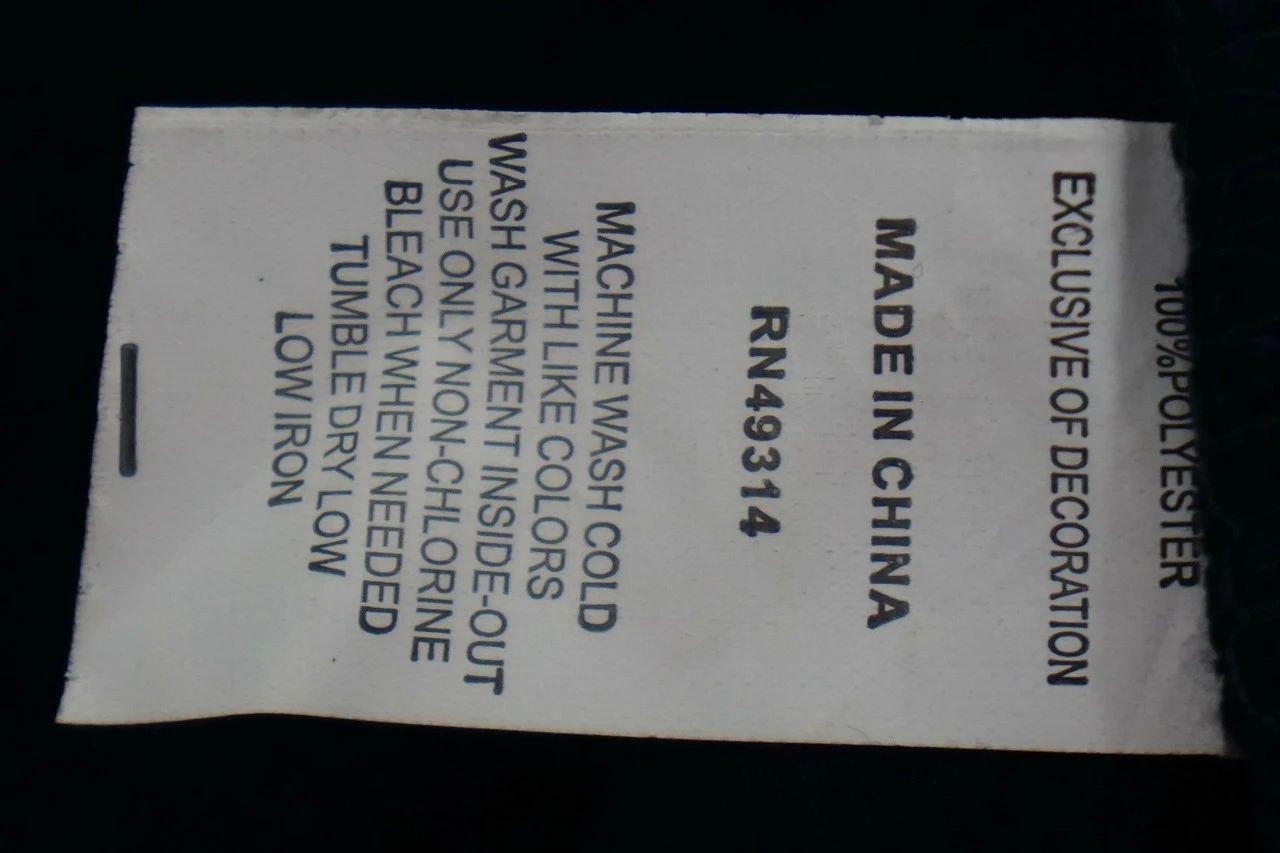 100%POLYESTER
EXCLUSIVE OF DECORATION
MADE IN CHINA
RN49314
MACHINE WASH COLD
WITH LIKE COLORS
WASH GARMENT INSIDE-OUT
USE ONLY NON-CHLORINE
BLEACH WHEN NEEDED
TUMBLE DRY LOW
LOW IRON